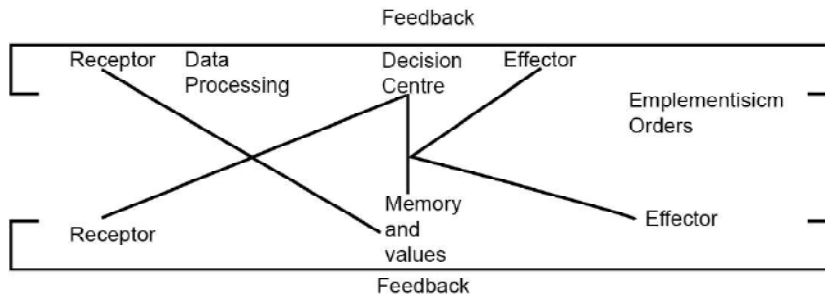 Feedback
Receptor
Data
Processing
Decision
Centre
Effector
Emplementisicm
Orders
Receptor
Memory
and
values
Effector
Feedback